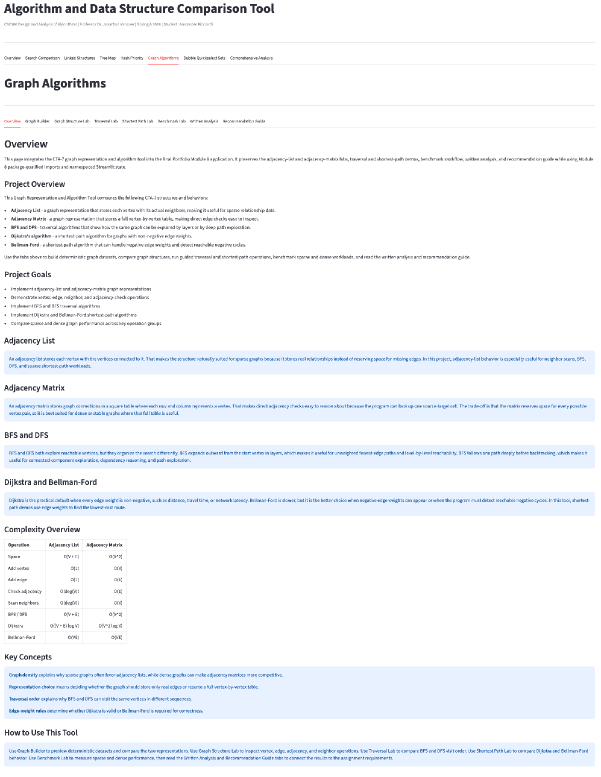 Algorithm and Data Structure Comparison Tool
Overview Search Comparison Linked Structures Tree Map Hash Priority Graph Algorithms Bubble Quickselect Sets Comprehensive Analysis
Graph Algorithms
Overview Graph Builder Graph Structure Lab Traversal Lab Shortest Path Lab Benchmark Lab Written Analysis Recommendation Guide
Overview
This page integrates the CTA-7 graph representation and algorithm tool into the final Portfolio Module 8 application. It preserves the adjacency-list and adjacency-matrix labs, traversal and shortest-path demos, benchmark workflow, written analysis, and recommendation guide while using Module
8 package-qualified imports and namespaced Streamlit state.
Project Overview
This Graph Representation and Algorithm Tool compares the following CTA-7 structures and behaviors:
• Adjacency List - a graph representation that stores each vertex with its actual neighbors, making it useful for sparse relationship data.
• Adjacency Matrix - a graph representation that stores a full vertex-by-vertex table, making direct edge checks easy to inspect.
• BFS and DFS - traversal algorithms that show how the same graph can be explored by layers or by deep path exploration.
• Dijkstra's algorithm - a shortest-path algorithm for graphs with non-negative edge weights.
• Bellman-Ford - a shortest-path algorithm that can handle negative edge weights and detect reachable negative cycles.
Use the tabs above to build deterministic graph datasets, compare graph structures, run guided traversal and shortest-path operations, benchmark sparse and dense workloads, and read the written analysis and recommendation guide.
Project Goals
• Implement adjacency-list and adjacency-matrix graph representations
• Demonstrate vertex, edge, neighbor, and adjacency-check operations
• Implement BFS and DFS traversal algorithms
• Implement Dijkstra and Bellman-Ford shortest-path algorithms
• Compare sparse and dense graph performance across key operation groups
Adjacency List
An adjacency list stores each vertex with the vertices connected to it. That makes the structure naturally suited for sparse graphs because it stores real relationships instead of reserving space for missing edges. In this project, adjacency-list behavior is especially useful for neighbor scans, BFS,
DFS, and sparse shortest-path workloads.
Adjacency Matrix
An adjacency matrix stores graph connections in a square table where each row and column represents a vertex. That makes direct adjacency checks easy to reason about because the program can look up one source-target cell. The trade-off is that the matrix reserves space for every possible
vertex pair, so it is best suited for dense or stable graphs where that full table is useful.
BFS and DFS
BFS and DFS both explore reachable vertices, but they organize the search differently. BFS expands outward from the start vertex in layers, which makes it useful for unweighted fewest-edge paths and level-by-level reachability. DFS follows one path deeply before backtracking, which makes it
useful for connected-component exploration, dependency reasoning, and path exploration.
Dijkstra and Bellman-Ford
Dijkstra is the practical default when every edge weight is non-negative, such as distance, travel time, or network latency. Bellman-Ford is slower, but it is the better choice when negative edge weights can appear or when the program must detect reachable negative cycles. In this tool, shortest-
path demos use edge weights to find the lowest-cost route.
Complexity Overview
Operation Adjacency List Adjacency Matrix
Space O(V + E) O(V^2)
Add vertex O(1)
Add edge
Check adjacency O(deg(V)) O(1)
Scan neighbors O(deg(V)) O(V)
BFS / DFS O(V + E) O(V^2)
Dijkstra O((V + E) log V)
Bellman-Ford
Key Concepts
Graph density explains why sparse graphs often favor adjacency lists, while dense graphs can make adjacency matrices more competitive.
Representation choice means deciding whether the graph should store only real edges or reserve a full vertex-by-vertex table.
Traversal order explains why BFS and DFS can visit the same vertices in different sequences.
Edge-weight rules determine whether Dijkstra is valid or Bellman-Ford is required for correctness.
How to Use This Tool
Use Graph Builder to preview deterministic datasets and compare the two representations. Use Graph Structure Lab to inspect vertex, edge, adjacency, and neighbor operations. Use Traversal Lab to compare BFS and DFS visit order. Use Shortest Path Lab to compare Dijkstra and Bellman-Ford
behavior. Use Benchmark Lab to measure sparse and dense performance, then read the Written Analysis and Recommendation Guide tabs to connect the results to the assignment requirements.